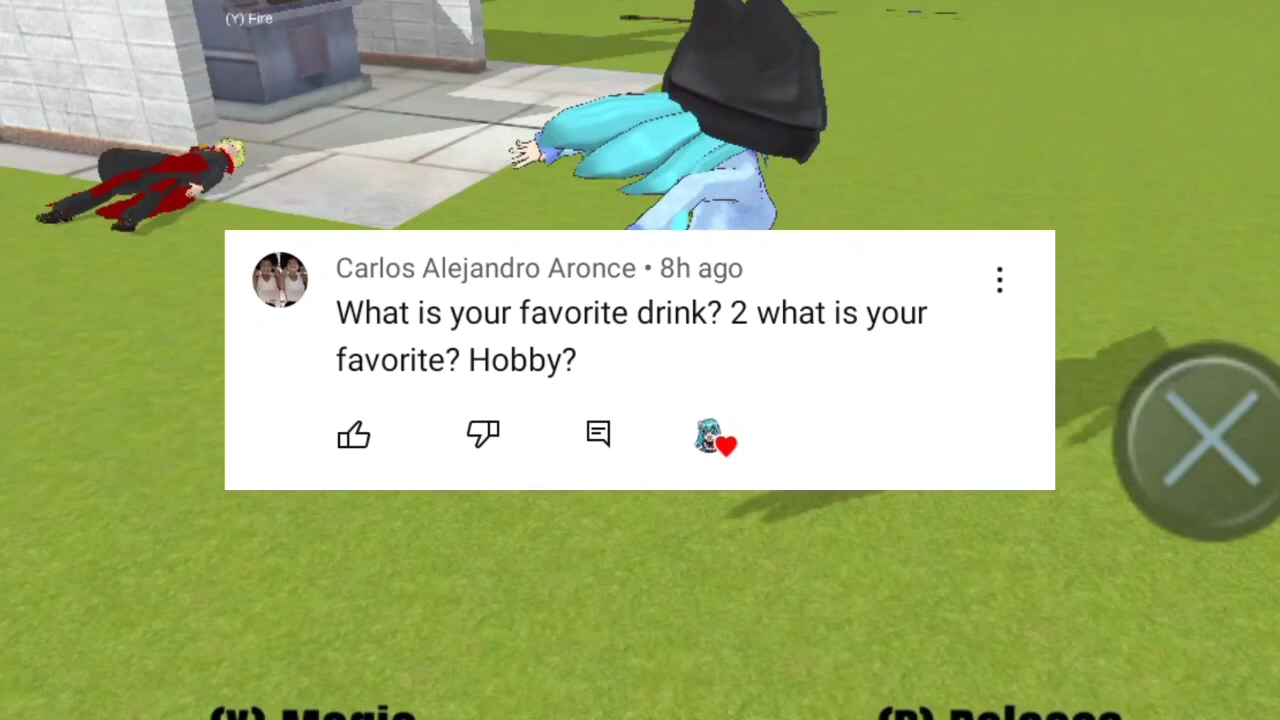 (Y) Fire
Carlos Alejandro Aronce • 8h ago
What is your favorite drink? 2 what is your
favorite? Hobby?